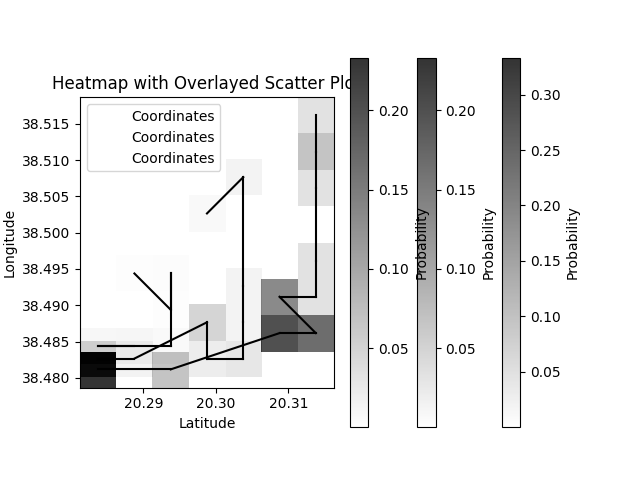 Heatmap with Overlayed Scatter Plo
Coordinates
Coordinates
Coordinates
38.515
38.510
38.505
38.500
38.495
38.490
38.485
38.480
Longitude
20.29
20.30
20.31
Latitude
0.20
0.15
0.10
0.05
Probability
0.20
0.15
0.10
0.05
Probability
0.30
0.25
0.20
0.15
0.10
0.05
Probability